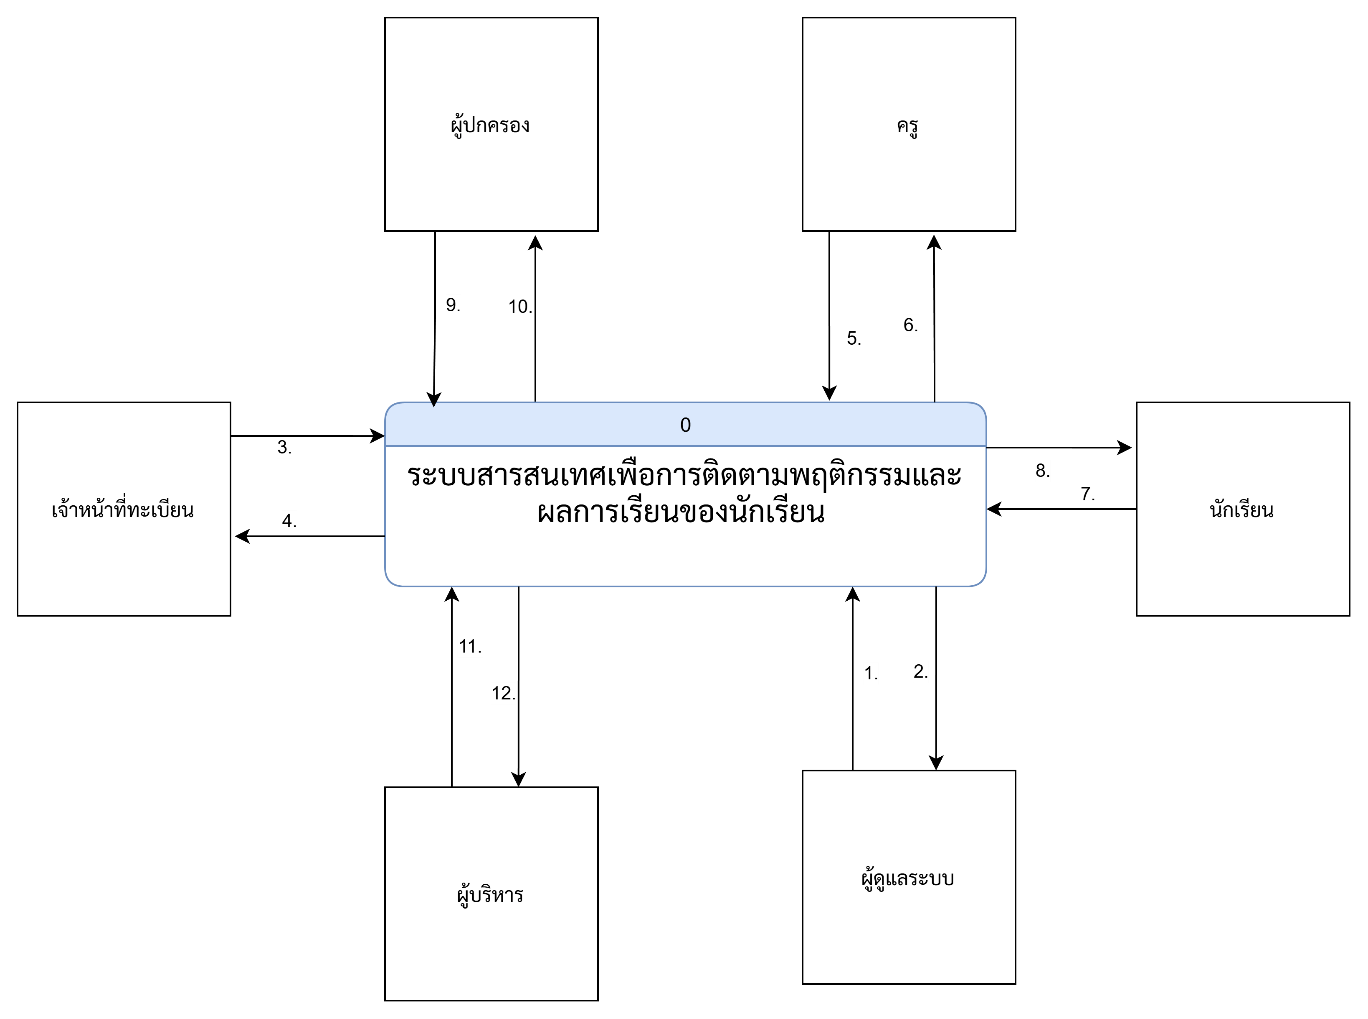 ผู้ปกครอง
ครู
9.
10.
5.
6.
0
ระบบสารสนเทศเพื่อการติดตามพฤติกรรมและ
ผลการเรียนของนักเรียน
3.
4.
เจ้าหน้าที่ทะเบียน
8.
7.
นักเรียน
11.
12.
1.
2.
ผู้บริหาร
ผู้ดูแลระบบ